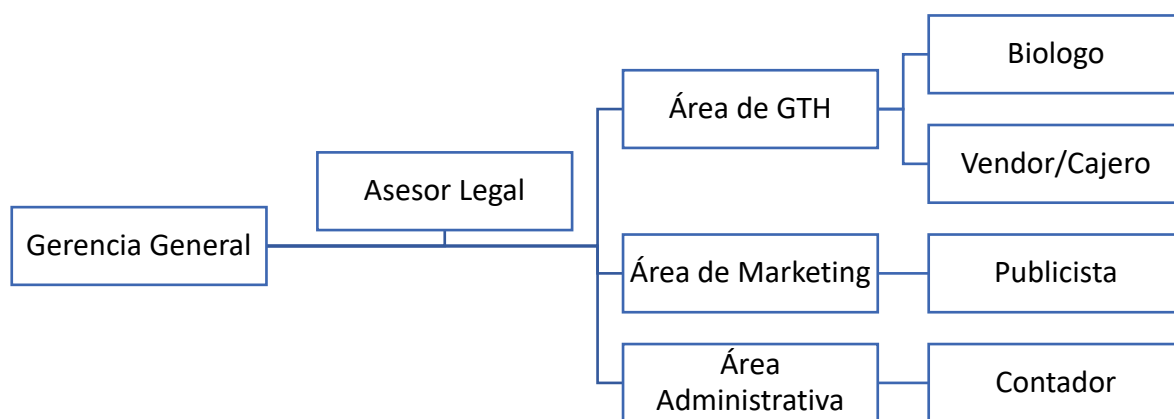 Gerencia General
Asesor Legal
Área de GTH
Biologo
Vendor/Cajero
Área de Marketing
Publicista
Área
Administrativa
Contador